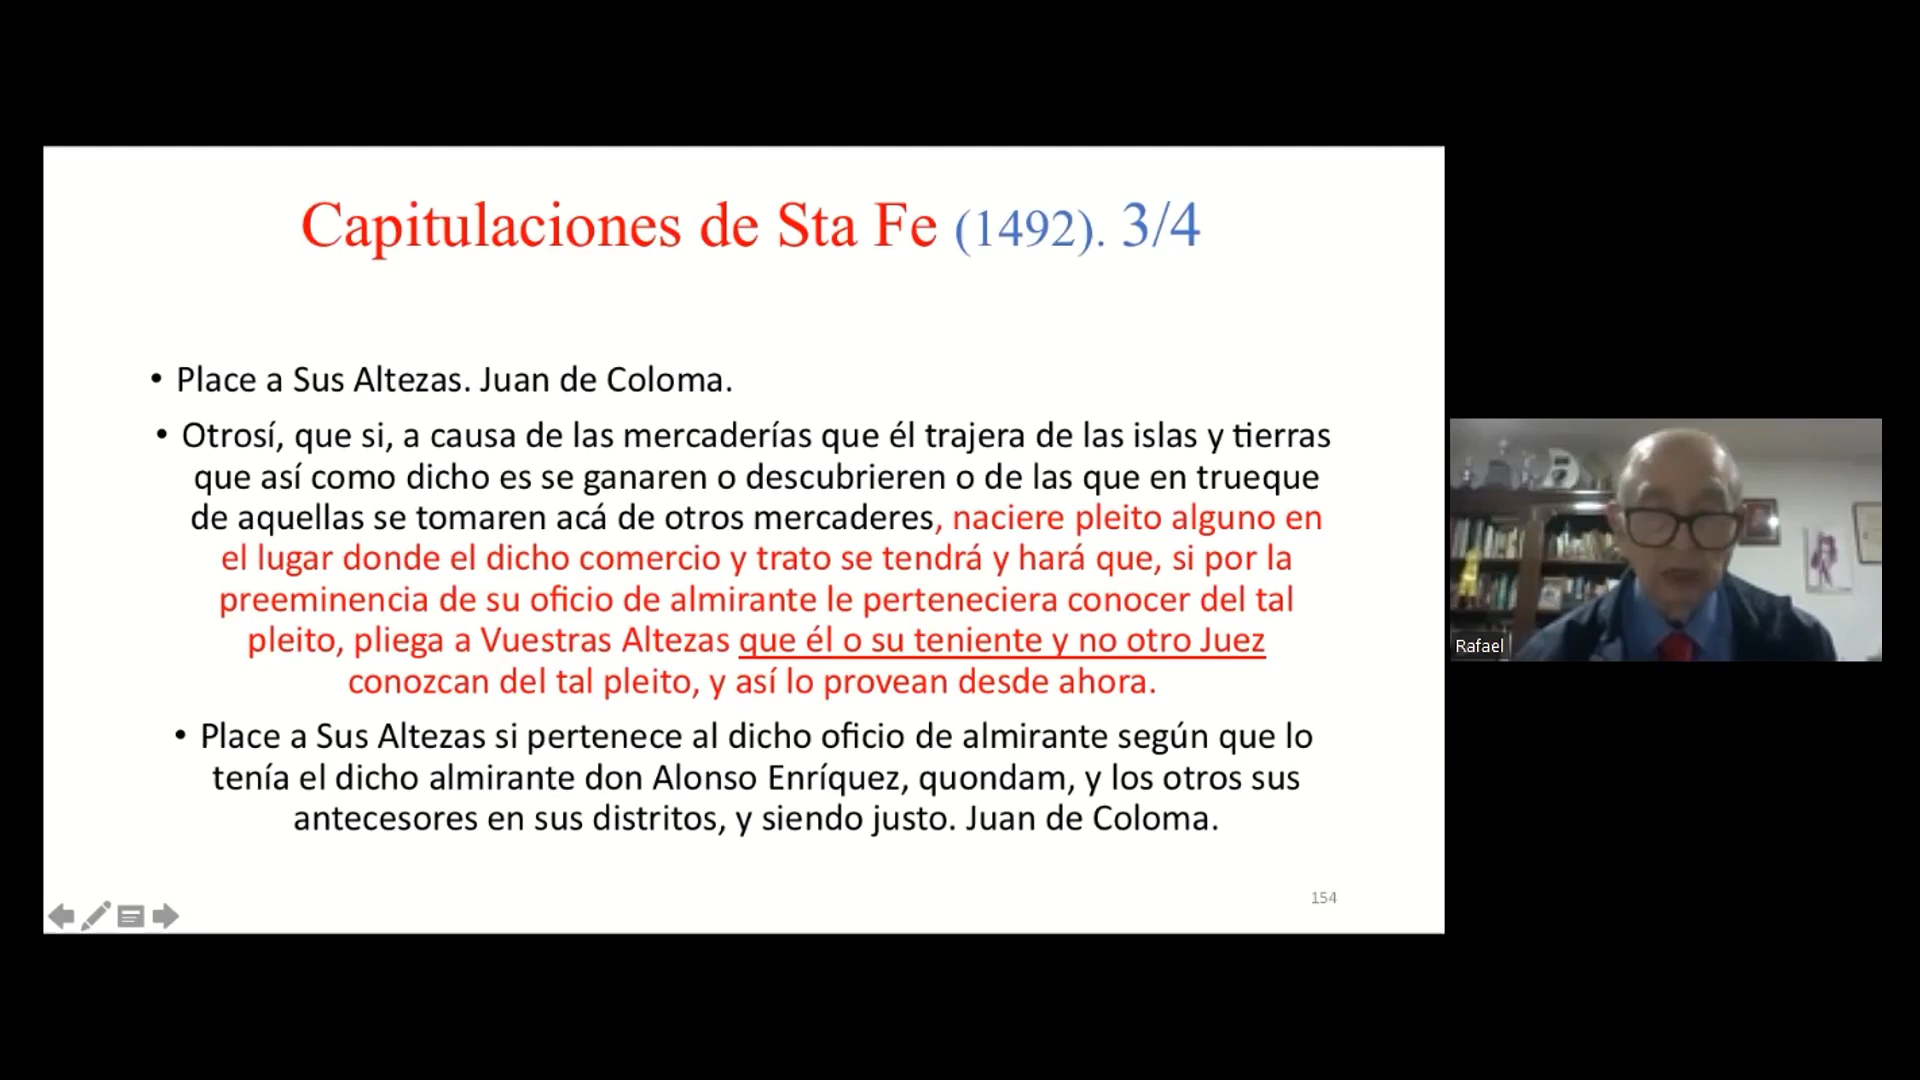 Capitulaciones de Sta Fe (1492). 3/4
• Place a Sus Altezas. Juan de Coloma.
• Otrosí, que si, a causa de las mercaderías que él trajera de las islas y tierras
que así como dicho es se ganaren o descubrieren o de las que en trueque
de aquellas se tomaren acá de otros mercaderes, naciere pleito alguno en
el lugar donde el dicho comercio y trato se tendrá y hará que, si por la
preeminencia de su oficio de almirante le perteneciera conocer del tal
pleito, pliega a Vuestras Altezas que él o su teniente y no otro Juez
conozcan del tal pleito, y así lo provean desde ahora.
• Place a Sus Altezas si pertenece al dicho oficio de almirante según que lo
tenía el dicho almirante don Alonso Enríquez, quondam, y los otros sus
antecesores en sus distritos, y siendo justo. Juan de Coloma.
154
Rafael